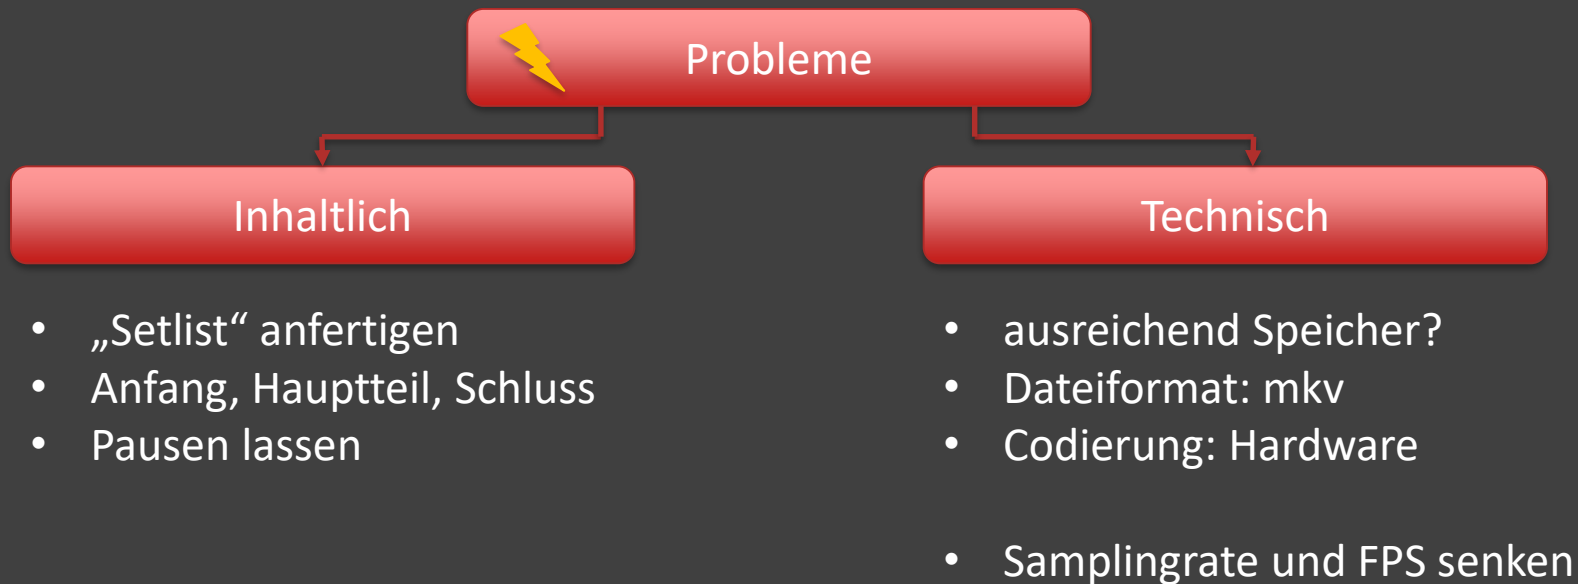 Probleme
Inhaltlich
• „Setlist“ anfertigen
• Anfang, Hauptteil, Schluss
• Pausen lassen
Technisch
• ausreichend Speicher?
• Dateiformat: mkv
• Codierung: Hardware
• Samplingrate und FPS senken